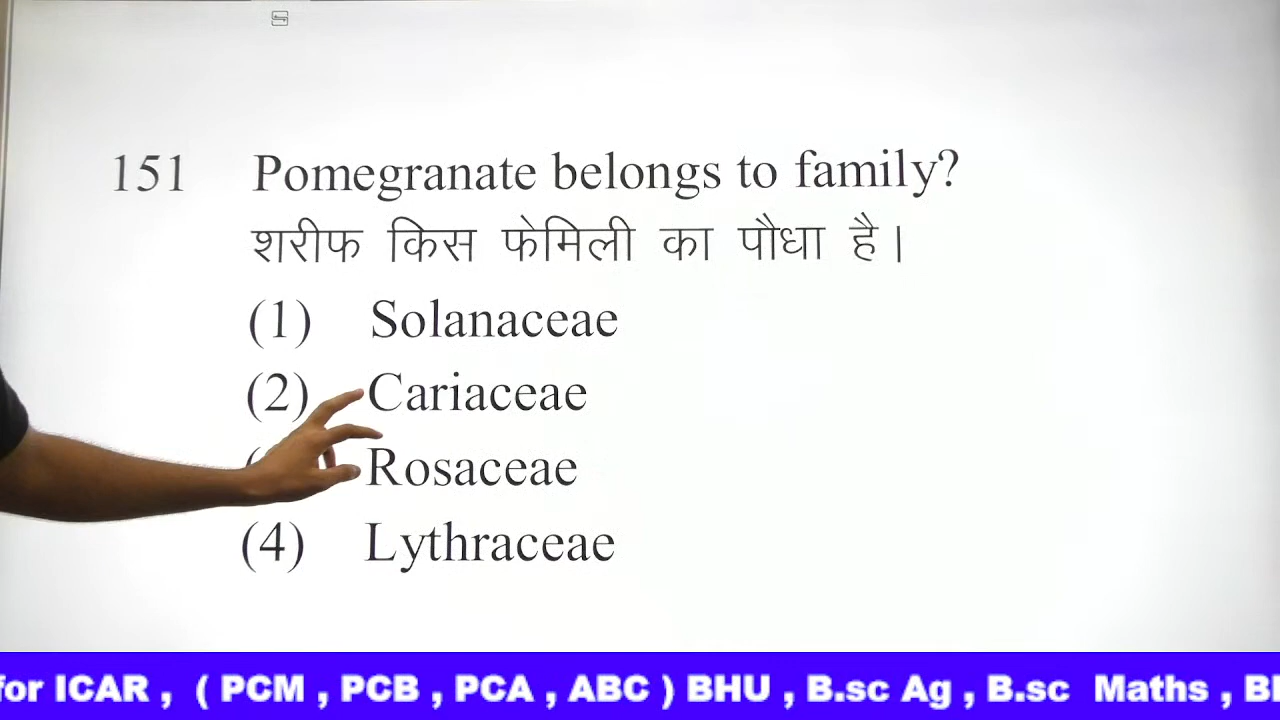 151 Pomegranate belongs to family?
शरीफ किस फेमिली का पौधा है।
(1) Solanaceae
(2) Cariaceae
Rosaceae
(4) Lythraceae
for ICAR , ( PCM , PCB , PCA , ABC ) BHU , B.sc Ag , B.sc Maths ,